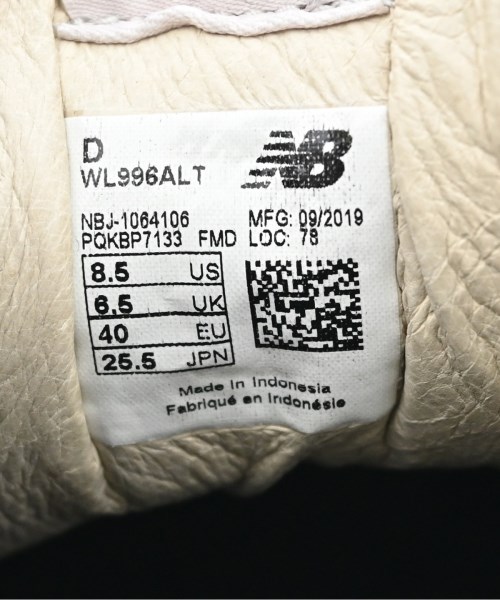 D
WL996ALT
NB
NBJ-1064106 MFG: 09/2019
PQKBP7133 FMD LOC: 78
8.5 US
6.5 UK
40 EU
25.5 JPN
Made in Indonesia
Fabriqué en Indonésie